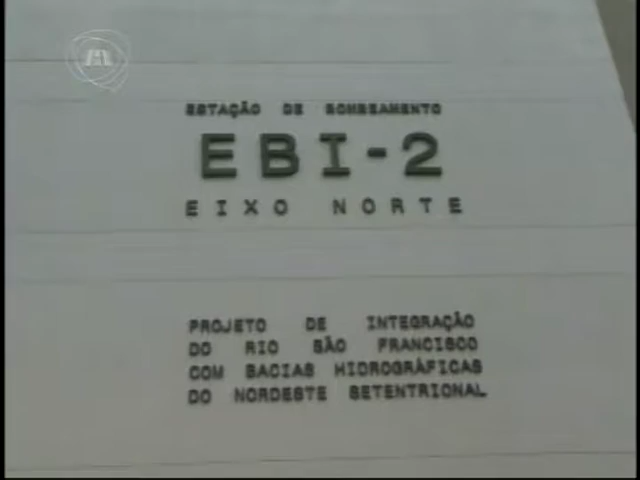 ESTAÇÃO DE BOMBEAMENTO
EBI-2
EIXO NORTE
PROJETO DE INTEGRAÇÃO
DO RIO SÃO FRANCISCO
COM BACIAS HIDROGRÁFICAS
DO NORDESTE SETENTRIONAL